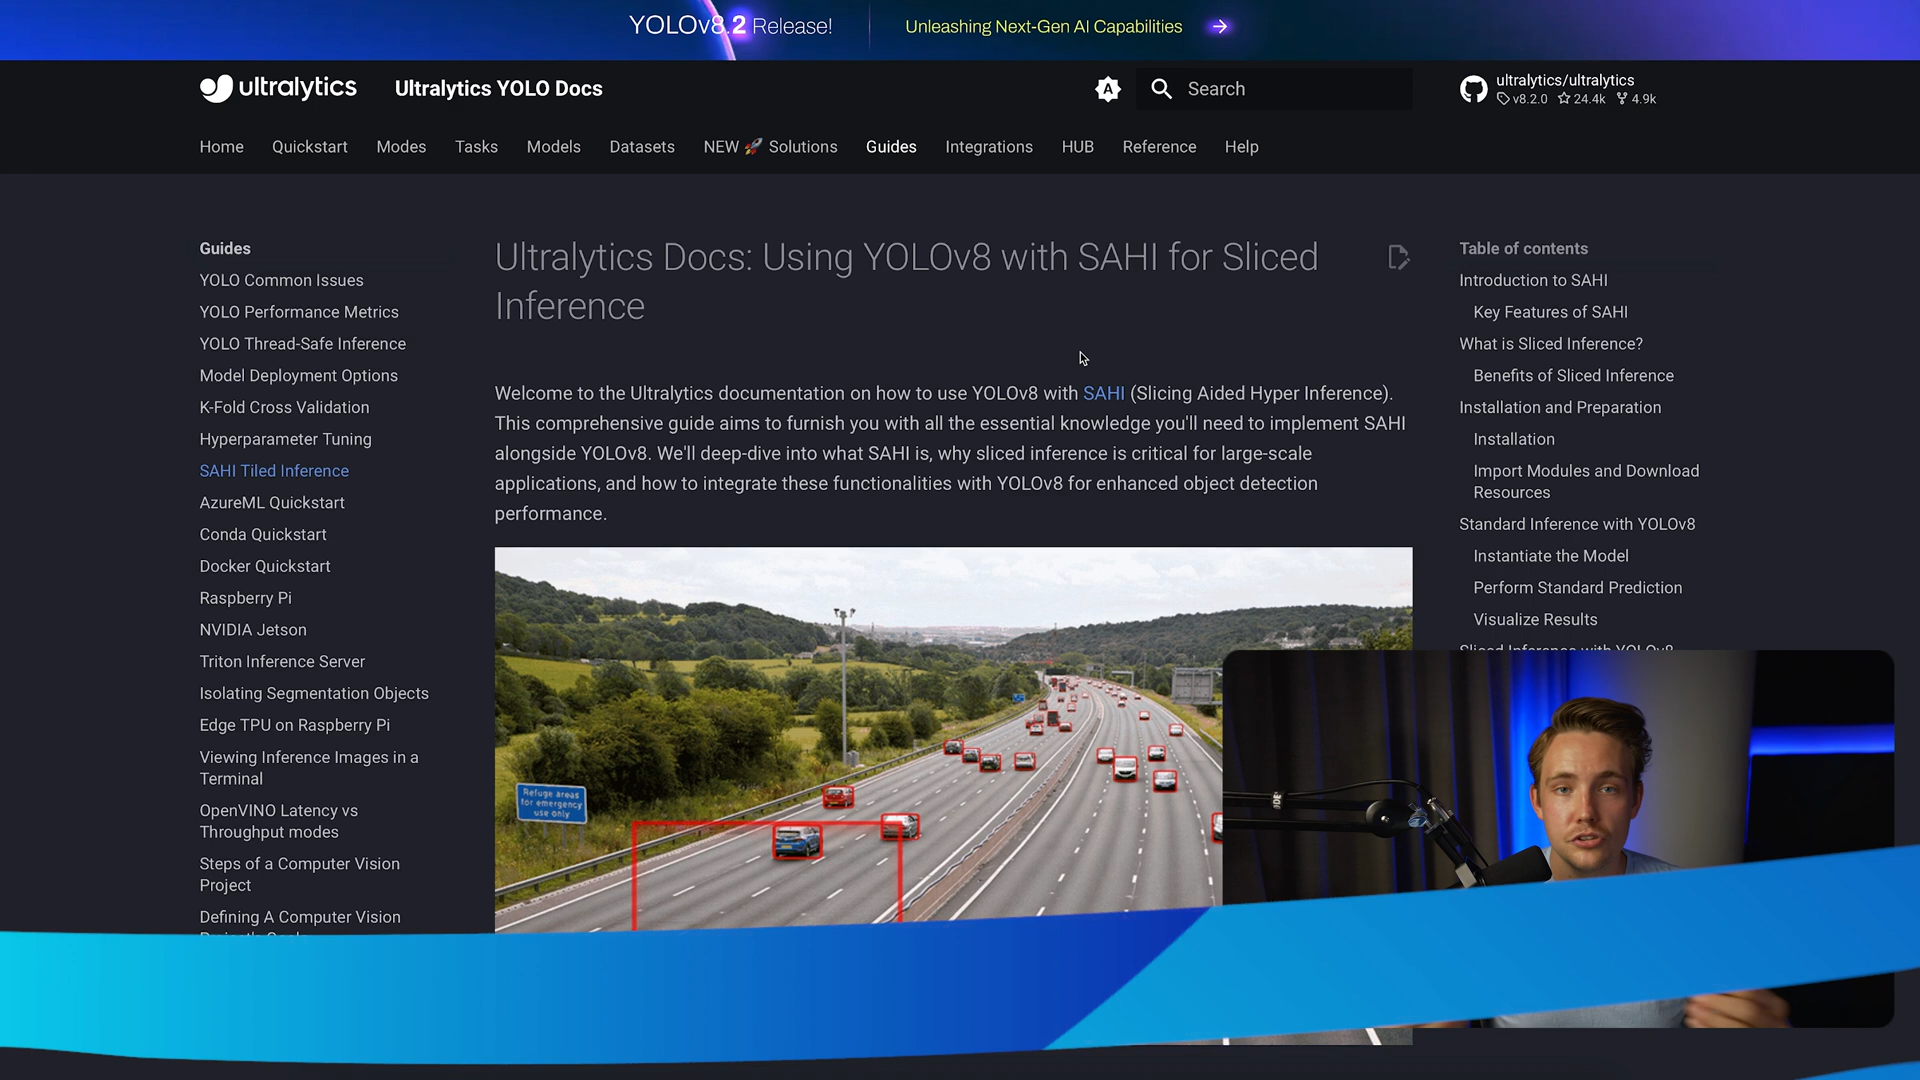 YOLOv8.2 Release!
Unleashing Next-Gen AI Capabilities
ultralytics
Ultralytics YOLO Docs
A
Search
ultralytics/ultralytics
v8.2.0 24.4k 4.9k
Home Quickstart Modes Tasks Models Datasets NEW 🚀 Solutions Guides Integrations HUB Reference Help
Guides
YOLO Common Issues
YOLO Performance Metrics
YOLO Thread-Safe Inference
Model Deployment Options
K-Fold Cross Validation
Hyperparameter Tuning
SAHI Tiled Inference
AzureML Quickstart
Conda Quickstart
Docker Quickstart
Raspberry Pi
NVIDIA Jetson
Triton Inference Server
Isolating Segmentation Objects
Edge TPU on Raspberry Pi
Viewing Inference Images in a
Terminal
OpenVINO Latency vs
Throughput modes
Steps of a Computer Vision
Project
Defining A Computer Vision
Project's Goals
Ultralytics Docs: Using YOLOv8 with SAHI for Sliced
Inference
Welcome to the Ultralytics documentation on how to use YOLOv8 with SAHI (Slicing Aided Hyper Inference).
This comprehensive guide aims to furnish you with all the essential knowledge you'll need to implement SAHI
alongside YOLOv8. We'll deep-dive into what SAHI is, why sliced inference is critical for large-scale
applications, and how to integrate these functionalities with YOLOv8 for enhanced object detection
performance.
Refuge areas
for emergency
use only
Table of contents
Introduction to SAHI
Key Features of SAHI
What is Sliced Inference?
Benefits of Sliced Inference
Installation and Preparation
Installation
Import Modules and Download
Resources
Standard Inference with YOLOv8
Instantiate the Model
Perform Standard Prediction
Visualize Results
Sliced Inference with YOLOv8